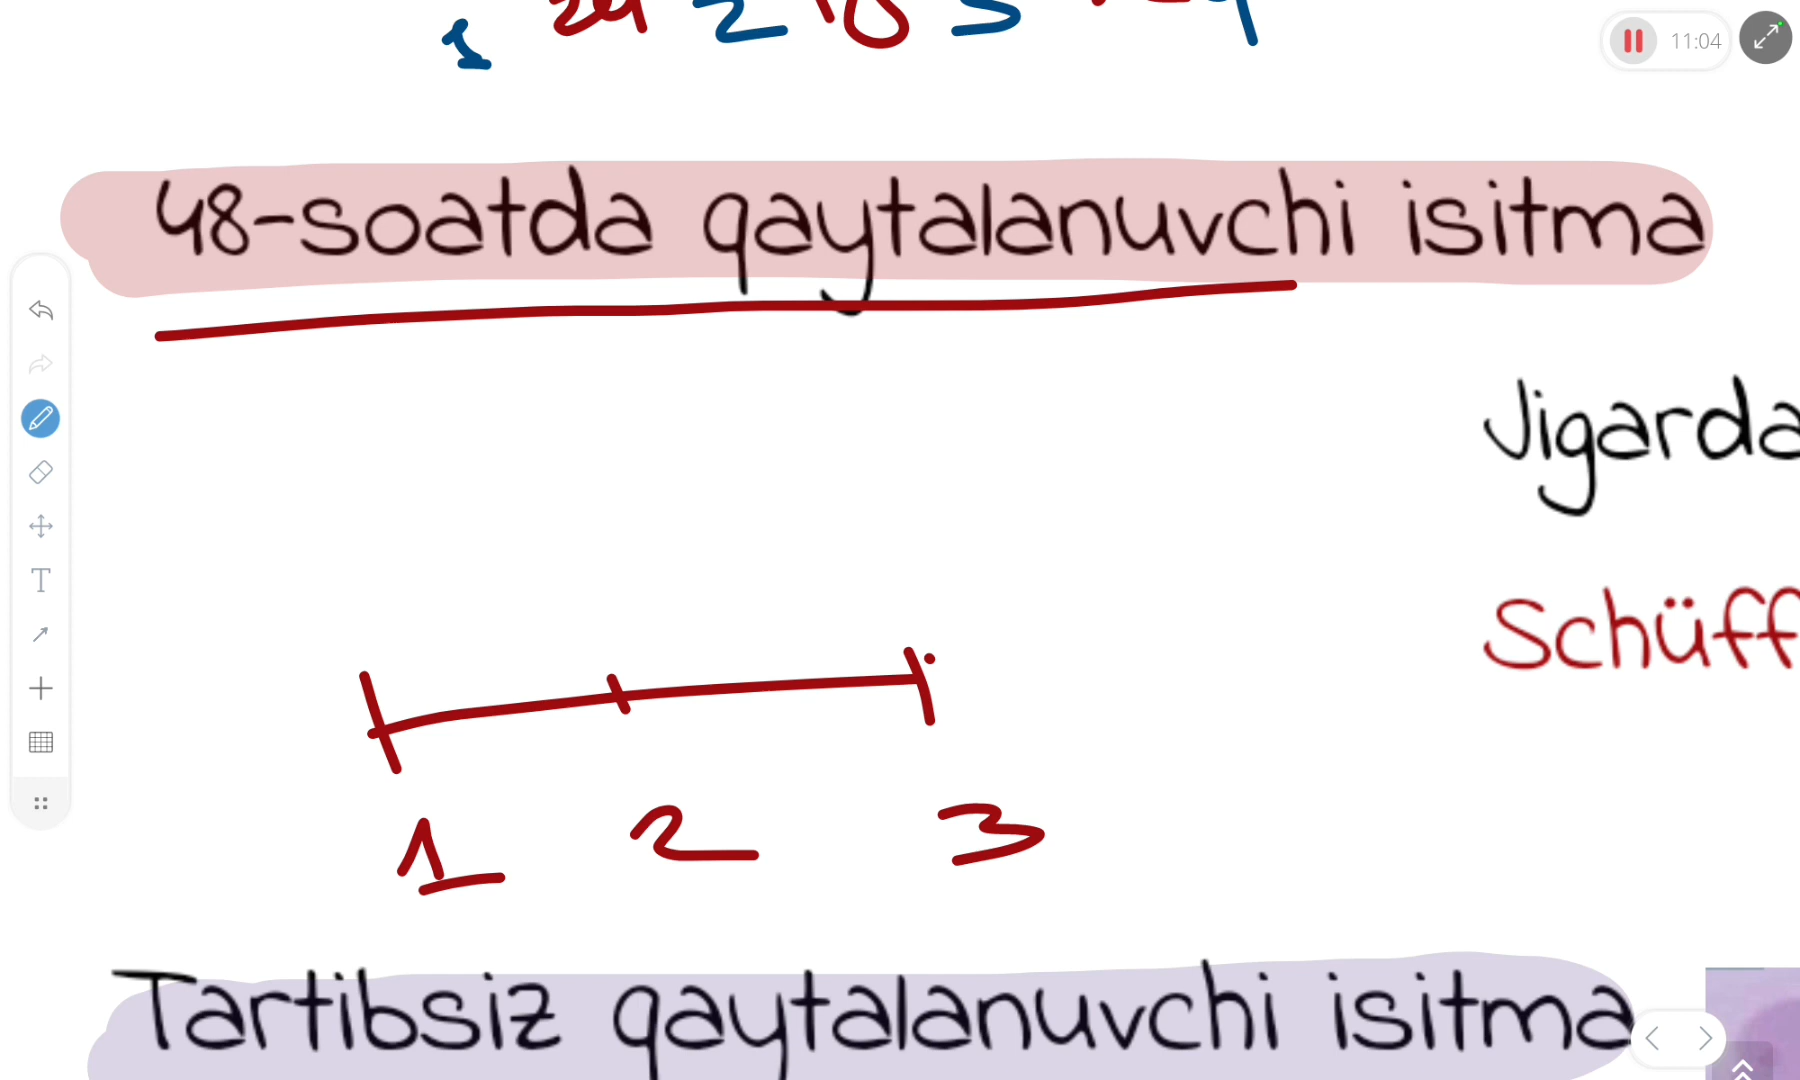 11:04
48-soatda qaytalanuvchi isitma
Jigarda
Schüff
1 2 3
Tartibsiz qaytalanuvchi isitma